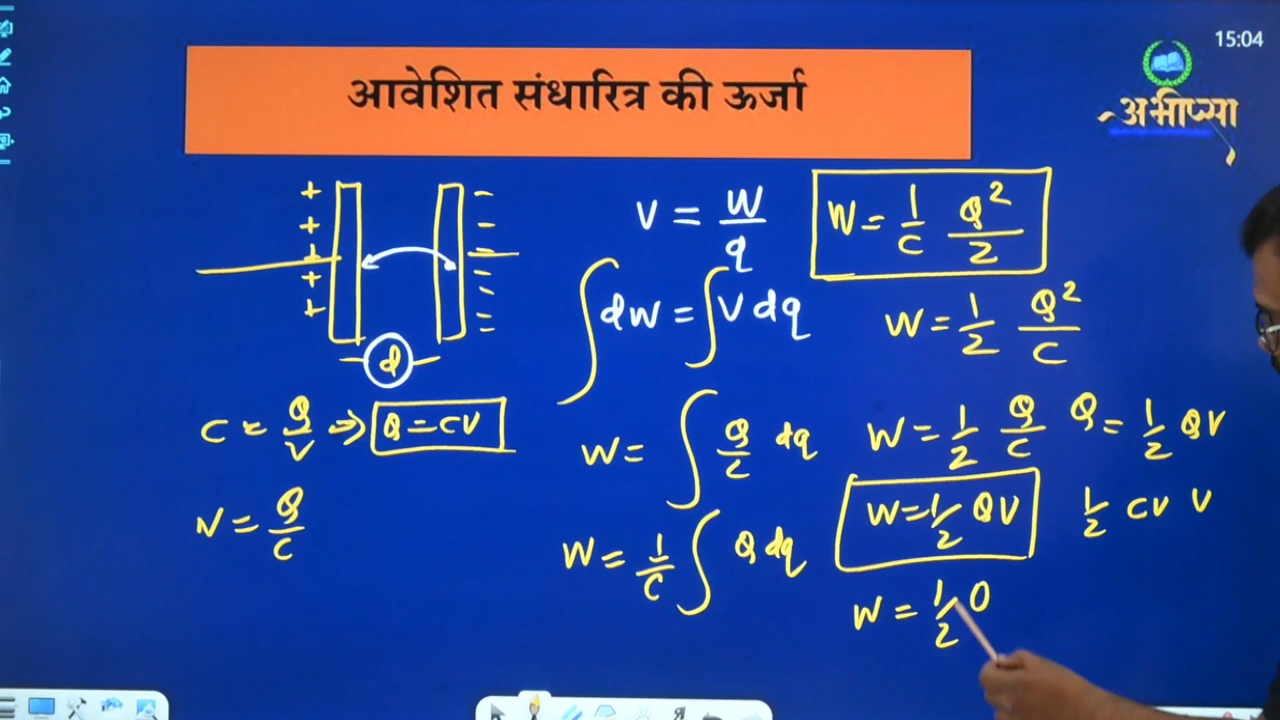 15:04
आवेशित संधारित्र की ऊर्जा
अभीप्सा
+ + + + +
- - - - - -
d
C = Q/V ⇒ Q = CV
V = Q/C
V = W/q
∫dW = ∫V dq
W = ∫ Q/C dq
W = 1/C ∫ Q dq
W = 1/C Q²/2
W = 1/2 Q²/C
W = 1/2 Q/C Q = 1/2 QV
W = 1/2 QV 1/2 CV V
W = 1/2 0